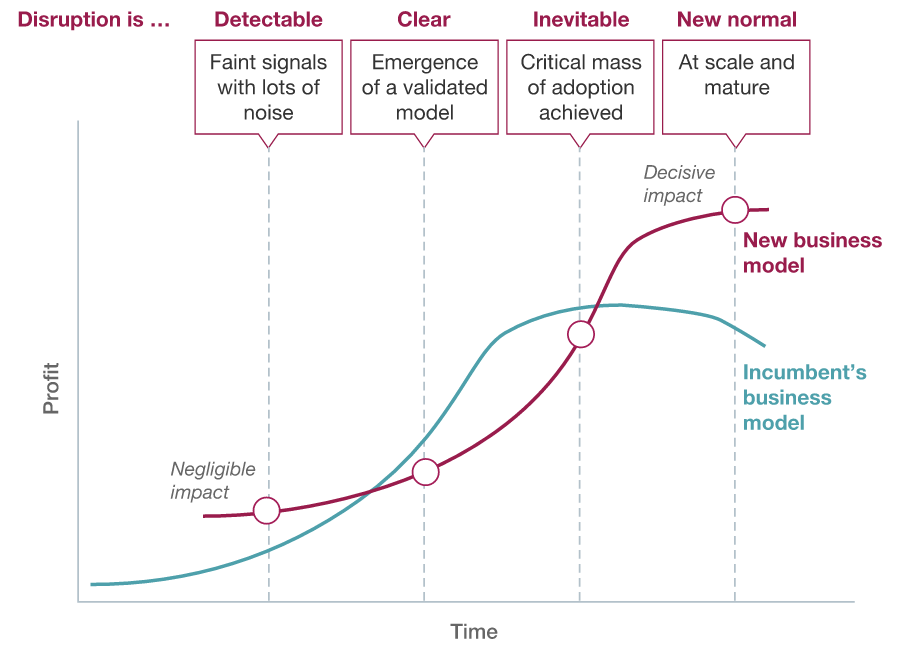 Disruption is …
Detectable
Clear
Inevitable
New normal
Faint signals
with lots of
noise
Emergence
of a validated
model
Critical mass
of adoption
achieved
At scale and
mature
Decisive
impact
New business
model
Incumbent’s
business
model
Profit
Negligible
impact
Time